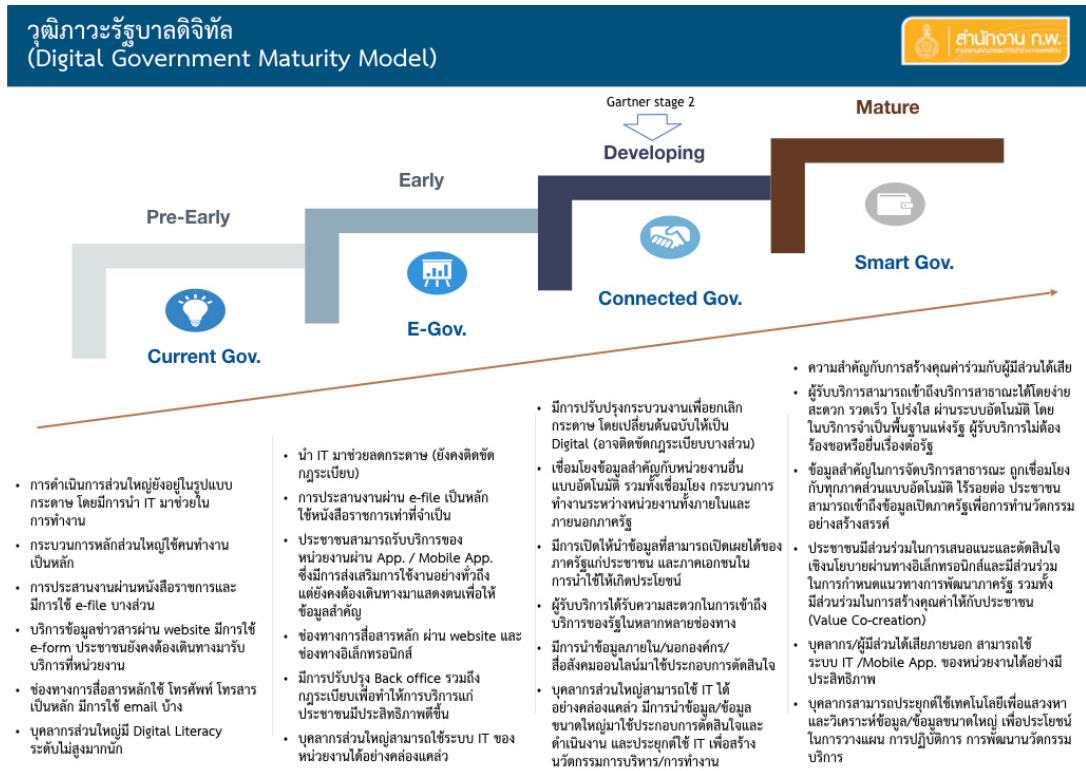 วุฒิภาวะรัฐบาลดิจิทัล
(Digital Government Maturity Model)
สำนักงาน ก.พ.
Gartner stage 2
Mature
Developing
Early
Pre-Early
Smart Gov.
Connected Gov.
E-Gov.
Current Gov.
• การดำเนินการส่วนใหญ่ยังอยู่ในรูปแบบ
กระดาษ โดยมีการนำ IT มาช่วยใน
การทำงาน
• กระบวนการหลักส่วนใหญ่ใช้คนทำงาน
เป็นหลัก
• การประสานงานผ่านหนังสือราชการและ
มีการใช้ e-file บางส่วน
• บริการข้อมูลข่าวสารผ่าน website มีการใช้
e-form ประชาชนยังคงต้องเดินทางมารับ
บริการที่หน่วยงาน
• ช่องทางการสื่อสารหลักใช้ โทรศัพท์ โทรสาร
เป็นหลัก มีการใช้ email บ้าง
• บุคลากรส่วนใหญ่มี Digital Literacy
ระดับไม่สูงมากนัก
• นำ IT มาช่วยลดกระดาษ (ยังคงติดขัด
กฎระเบียบ)
• การประสานงานผ่าน e-file เป็นหลัก
ใช้หนังสือราชการเท่าที่จำเป็น
• ประชาชนสามารถรับบริการของ
หน่วยงานผ่าน App. / Mobile App.
ซึ่งมีการส่งเสริมการใช้งานอย่างทั่วถึง
แต่ยังคงต้องเดินทางมาแสดงตนเพื่อให้
ข้อมูลสำคัญ
• ช่องทางการสื่อสารหลัก ผ่าน website และ
ช่องทางอิเล็กทรอนิกส์
• มีการปรับปรุง Back office รวมถึง
กฎระเบียบเพื่อทำให้การบริการแก่
ประชาชนมีประสิทธิภาพดีขึ้น
• บุคลากรส่วนใหญ่สามารถใช้ระบบ IT ของ
หน่วยงานได้อย่างคล่องแคล่ว
• มีการปรับปรุงกระบวนงานเพื่อยกเลิก
กระดาษ โดยเปลี่ยนต้นฉบับให้เป็น
Digital (อาจติดขัดกฎระเบียบบางส่วน)
• เชื่อมโยงข้อมูลสำคัญกับหน่วยงานอื่น
แบบอัตโนมัติ รวมทั้งเชื่อมโยง กระบวนการ
ทำงานระหว่างหน่วยงานทั้งภายในและ
ภายนอกภาครัฐ
• มีการเปิดให้นำข้อมูลที่สามารถเปิดเผยได้ของ
ภาครัฐแก่ประชาชน และภาคเอกชนใน
การนำใช้ให้เกิดประโยชน์
• ผู้รับบริการได้รับความสะดวกในการเข้าถึง
บริการของรัฐในหลากหลายช่องทาง
• มีการนำข้อมูลภายใน/นอกองค์กร/
สื่อสังคมออนไลน์มาใช้ประกอบการตัดสินใจ
• บุคลากรส่วนใหญ่สามารถใช้ IT ได้
อย่างคล่องแคล่ว มีการนำข้อมูล/ข้อมูล
ขนาดใหญ่มาใช้ประกอบการตัดสินใจและ
ดำเนินงาน และประยุกต์ใช้ IT เพื่อสร้าง
นวัตกรรมการบริหาร/การทำงาน
• ความสำคัญกับการสร้างคุณค่าร่วมกับผู้มีส่วนได้เสีย
• ผู้รับบริการสามารถเข้าถึงบริการสาธาณะได้โดยง่าย
สะดวก รวดเร็ว โปร่งใส ผ่านระบบอัตโนมัติ โดย
ในบริการจำเป็นพื้นฐานแห่งรัฐ ผู้รับบริการไม่ต้อง
ร้องขอหรือยื่นเรื่องต่อรัฐ
• ข้อมูลสำคัญในการจัดบริการสาธารณะ ถูกเชื่อมโยง
กับทุกภาคส่วนแบบอัตโนมัติ ไร้รอยต่อ ประชาชน
สามารถเข้าถึงข้อมูลเปิดภาครัฐเพื่อการทำนวัตกรรม
อย่างสร้างสรรค์
• ประชาชนมีส่วนร่วมในการเสนอแนะและตัดสินใจ
เชิงนโยบายผ่านทางอิเล็กทรอนิกส์และมีส่วนร่วม
ในการกำหนดแนวทางการพัฒนาภาครัฐ รวมทั้ง
มีส่วนร่วมในการสร้างคุณค่าให้กับประชาชน
(Value Co-creation)
• บุคลากร/ผู้มีส่วนได้เสียภายนอก สามารถใช้
ระบบ IT /Mobile App. ของหน่วยงานได้อย่างมี
ประสิทธิภาพ
• บุคลากรสามารถประยุกต์ใช้เทคโนโลยีเพื่อแสวงหา
และวิเคราะห์ข้อมูล/ข้อมูลขนาดใหญ่ เพื่อประโยชน์
ในการวางแผน การปฏิบัติการ การพัฒนานวัตกรรม
บริการ